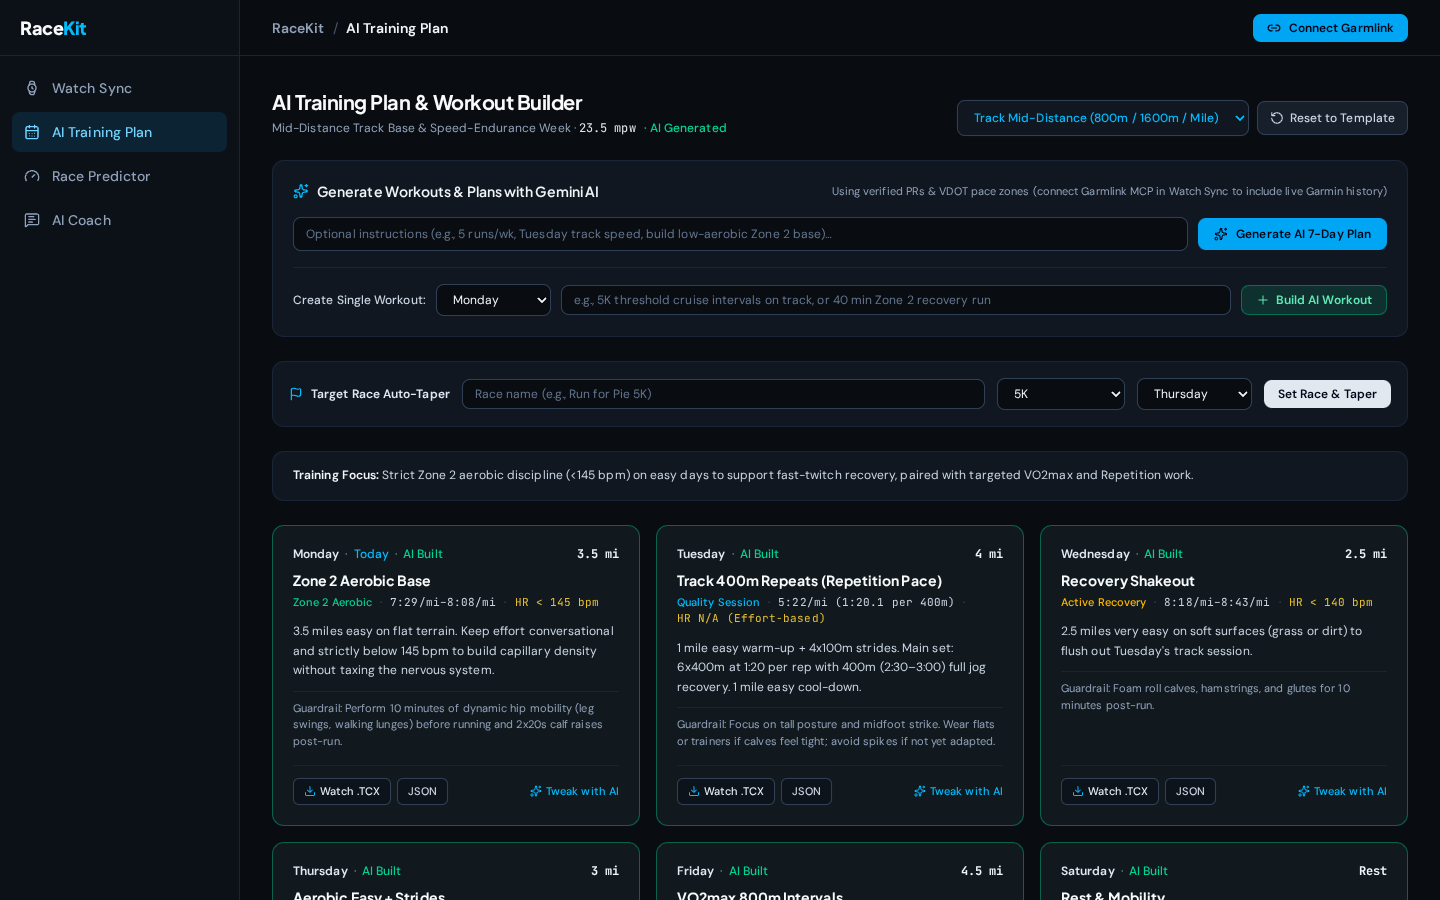 RaceKit
RaceKit / AI Training Plan
Connect Garmlink
Watch Sync
AI Training Plan
Race Predictor
AI Coach
AI Training Plan & Workout Builder
Mid-Distance Track Base & Speed-Endurance Week · 23.5 mpw · AI Generated
Track Mid-Distance (800m / 1600m / Mile)
Reset to Template
Generate Workouts & Plans with Gemini AI
Using verified PRs & VDOT pace zones (connect Garmlink MCP in Watch Sync to include live Garmin history)
Optional instructions (e.g., 5 runs/wk, Tuesday track speed, build low-aerobic Zone 2 base)...
Generate AI 7-Day Plan
Create Single Workout:
Monday
e.g., 5K threshold cruise intervals on track, or 40 min Zone 2 recovery run
Build AI Workout
Target Race Auto-Taper
Race name (e.g., Run for Pie 5K)
5K
Thursday
Set Race & Taper
Training Focus: Strict Zone 2 aerobic discipline (<145 bpm) on easy days to support fast-twitch recovery, paired with targeted VO2max and Repetition work.
Monday · Today · AI Built
3.5 mi
Zone 2 Aerobic Base
Zone 2 Aerobic · 7:29/mi–8:08/mi · HR < 145 bpm
3.5 miles easy on flat terrain. Keep effort conversational
and strictly below 145 bpm to build capillary density
without taxing the nervous system.
Guardrail: Perform 10 minutes of dynamic hip mobility (leg
swings, walking lunges) before running and 2x20s calf raises
post-run.
Watch .TCX
JSON
Tweak with AI
Tuesday · AI Built
4 mi
Track 400m Repeats (Repetition Pace)
Quality Session · 5:22/mi (1:20.1 per 400m) ·
HR N/A (Effort-based)
1 mile easy warm-up + 4x100m strides. Main set:
6x400m at 1:20 per rep with 400m (2:30–3:00) full jog
recovery. 1 mile easy cool-down.
Guardrail: Focus on tall posture and midfoot strike. Wear flats
or trainers if calves feel tight; avoid spikes if not yet adapted.
Watch .TCX
JSON
Tweak with AI
Wednesday · AI Built
2.5 mi
Recovery Shakeout
Active Recovery · 8:18/mi–8:43/mi · HR < 140 bpm
2.5 miles very easy on soft surfaces (grass or dirt) to
flush out Tuesday's track session.
Guardrail: Foam roll calves, hamstrings, and glutes for 10
minutes post-run.
Watch .TCX
JSON
Tweak with AI
Thursday · AI Built
3 mi
Aerobic Easy + Strides
Friday · AI Built
4.5 mi
VO2max 800m Intervals
Saturday · AI Built
Rest
Rest & Mobility